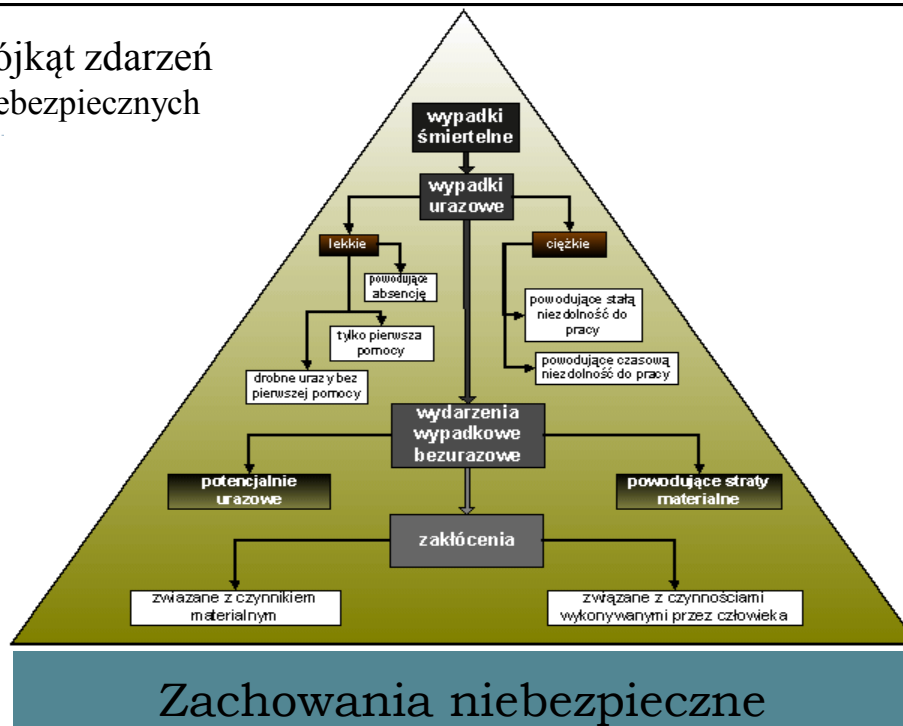 ójkąt zdarzeń
ebezpiecznych
wypadki
śmiertelne
wypadki
urazowe
lekkie
ciężkie
powodujące
absencję
powodujące stałą
niezdolność do
pracy
tylko pierwsza
pomocy
powodujące czasową
niezdolność do pracy
drobne urazy bez
pierwszej pomocy
wydarzenia
wypadkowe
bezurazowe
potencjalnie
urazowe
powodujące straty
materialne
zakłócenia
zwiazane z czynnikiem
materialnym
związane z czynnościami
wykonywanymi przez człowieka
Zachowania niebezpieczne